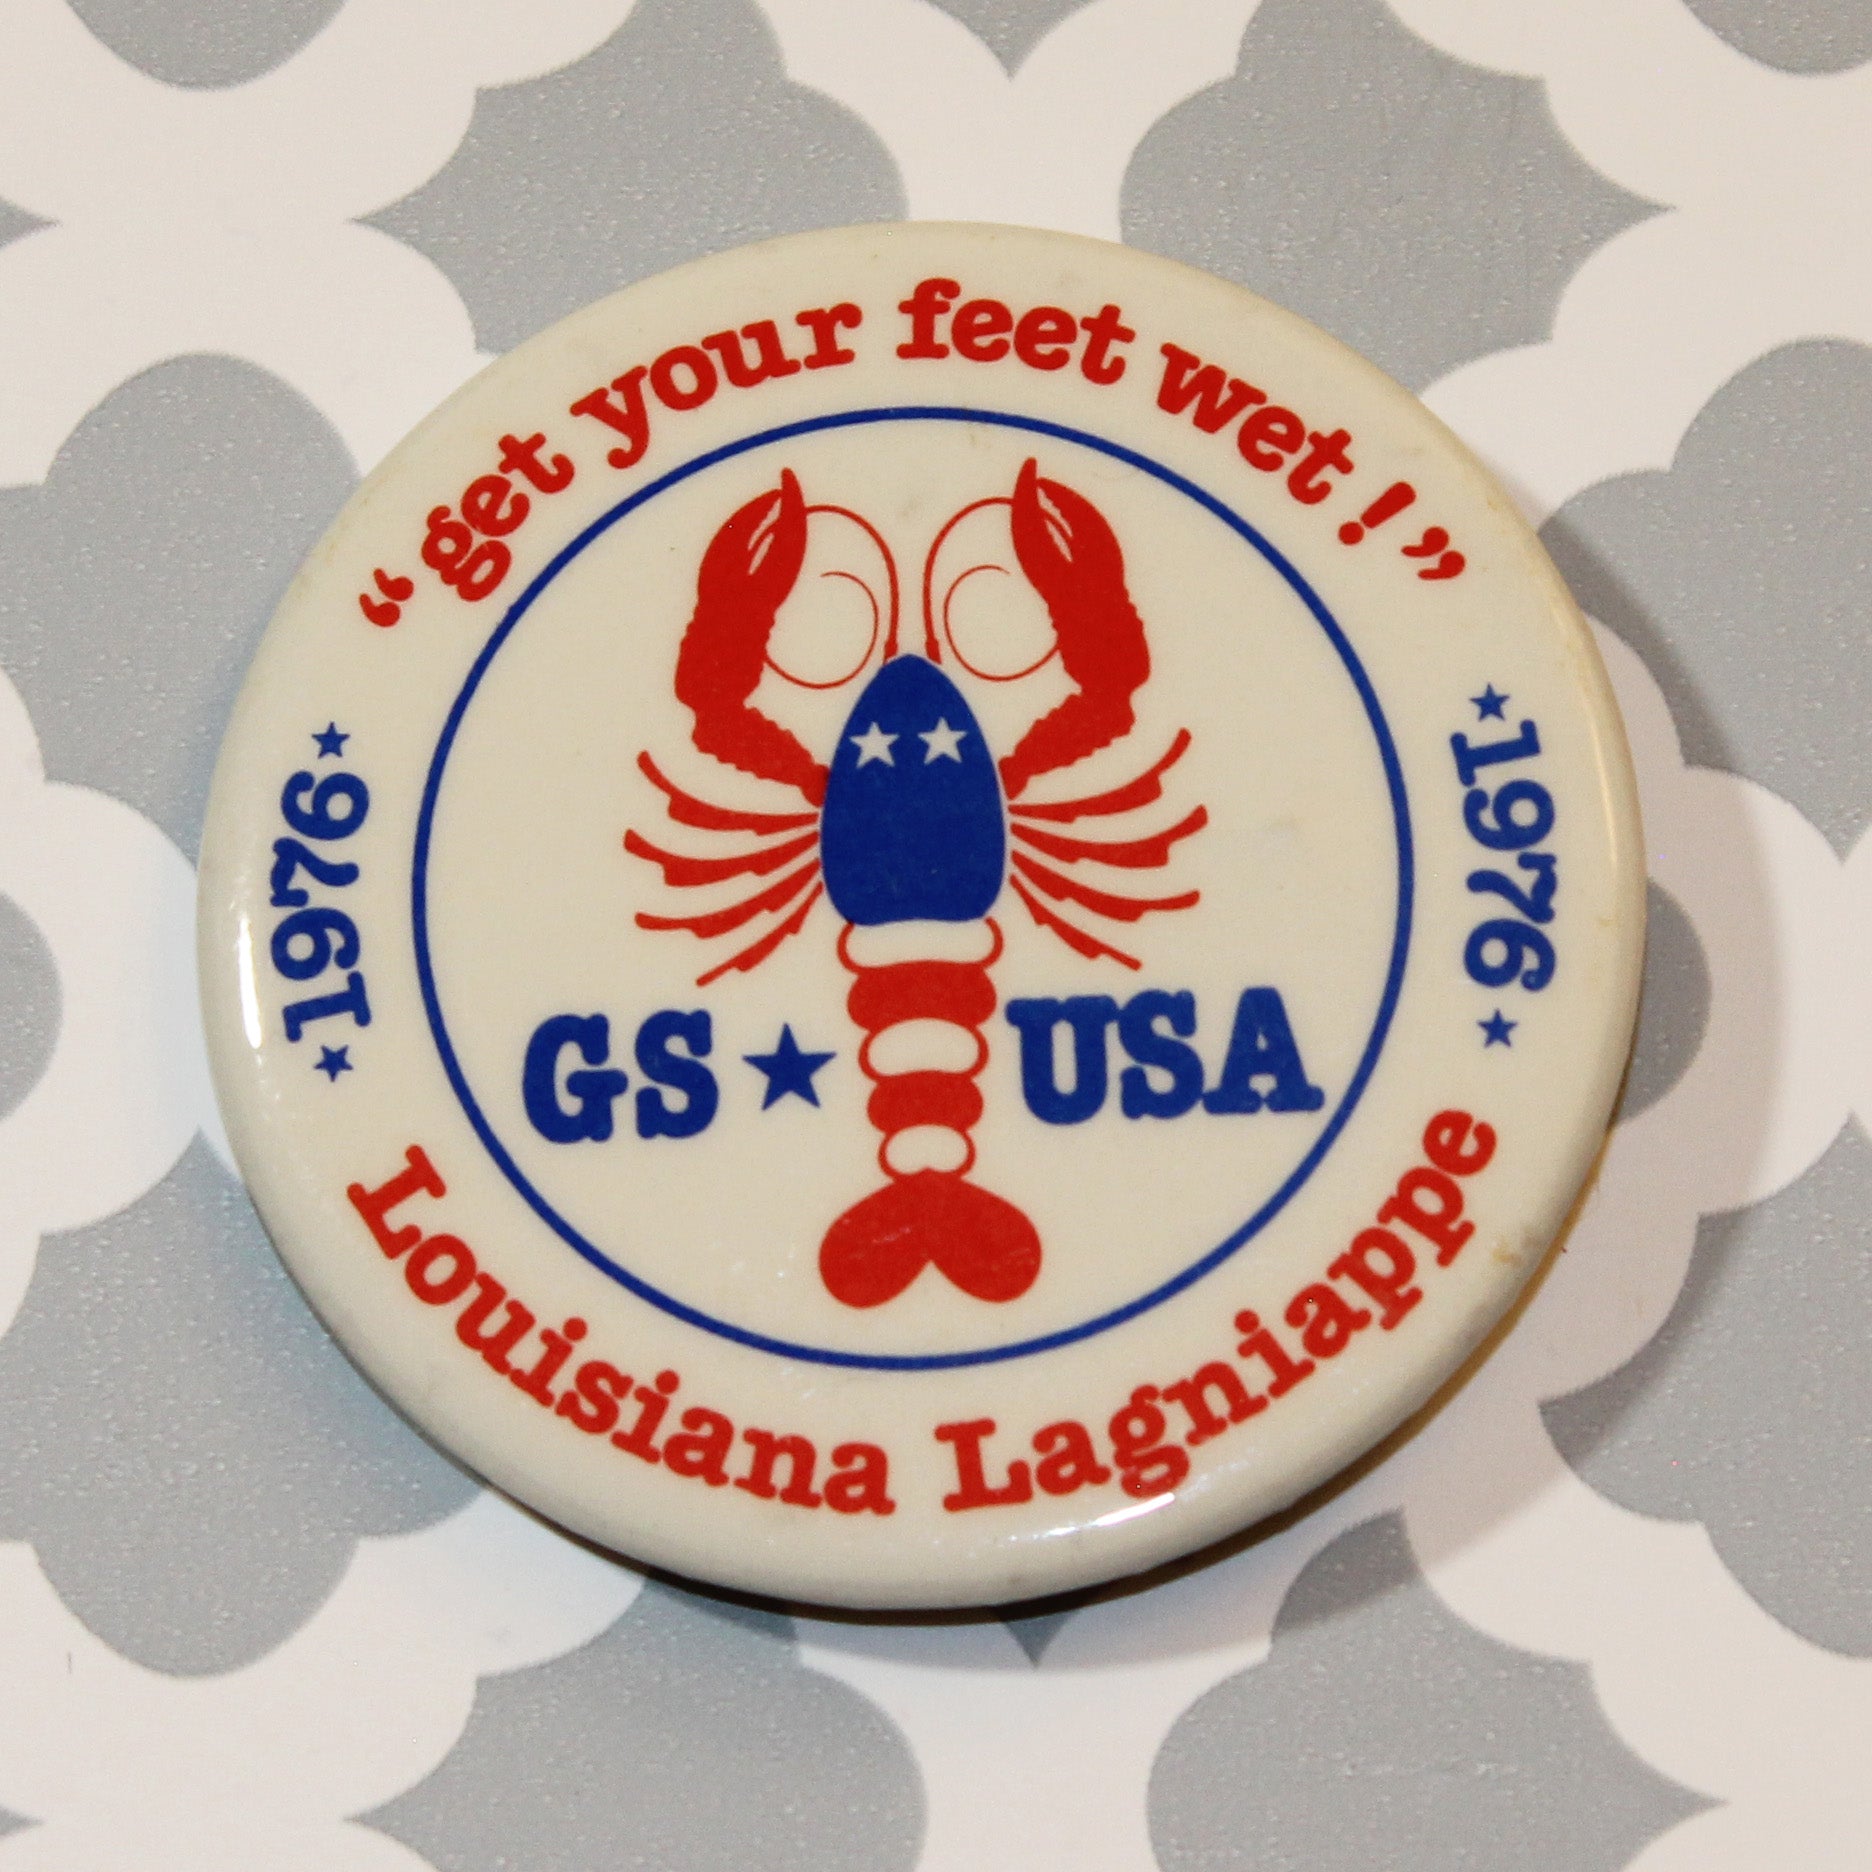 “get your feet wet!”
★1976★
GS★USA
★1976★
Louisiana Lagniappe